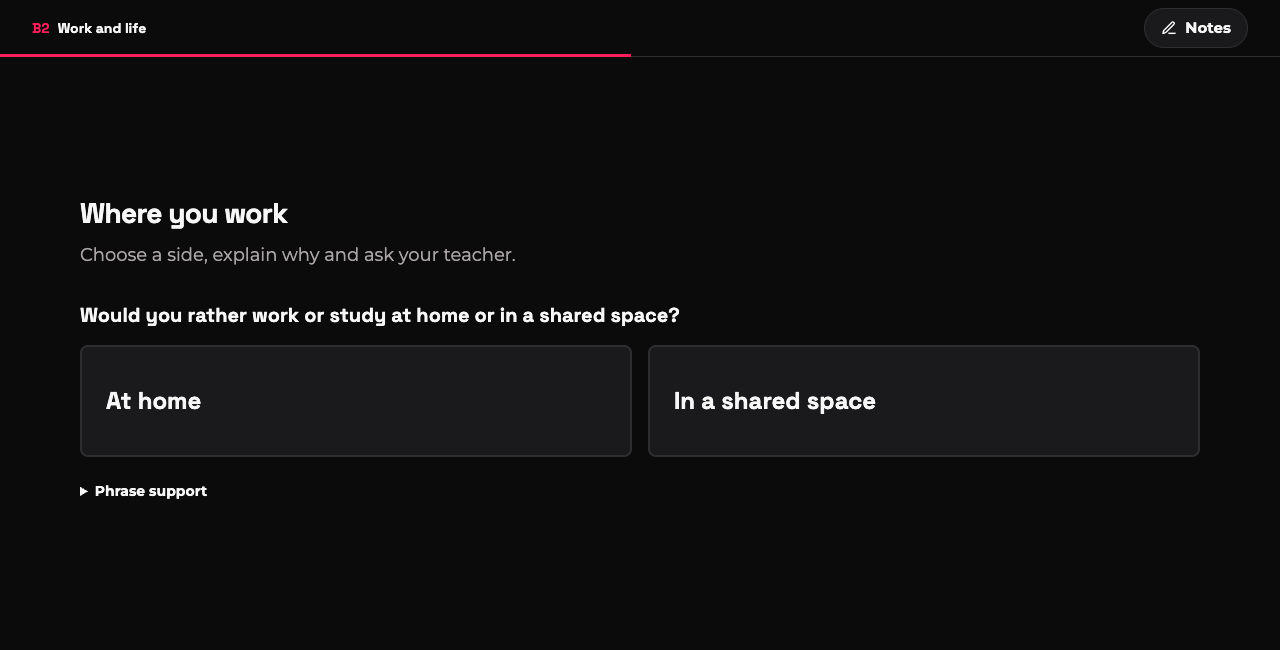 B2 Work and life
Notes
Where you work
Choose a side, explain why and ask your teacher.
Would you rather work or study at home or in a shared space?
At home
In a shared space
Phrase support